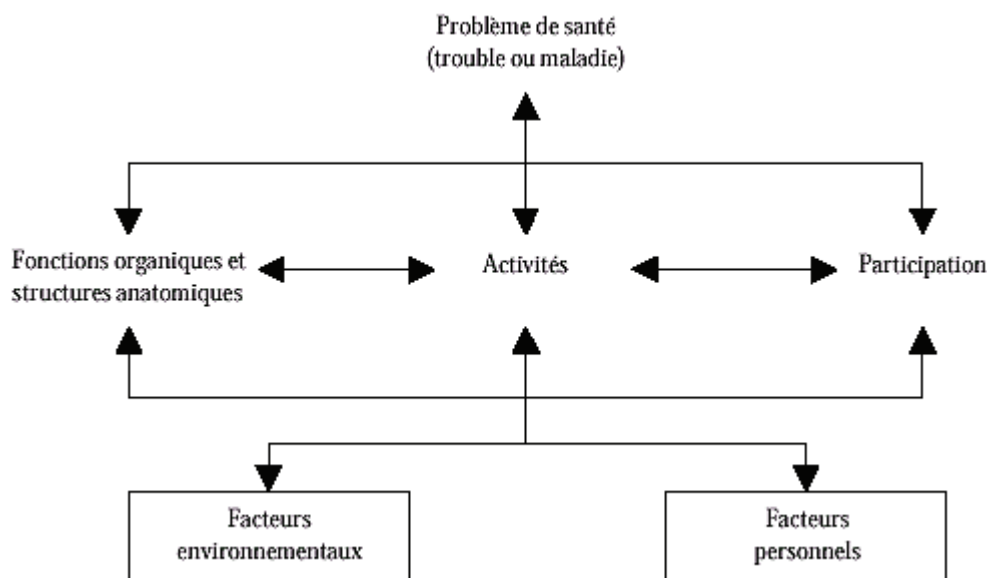 Problème de santé
(trouble ou maladie)
Fonctions organiques et
structures anatomiques
Activités
Participation
Facteurs
environnementaux
Facteurs
personnels